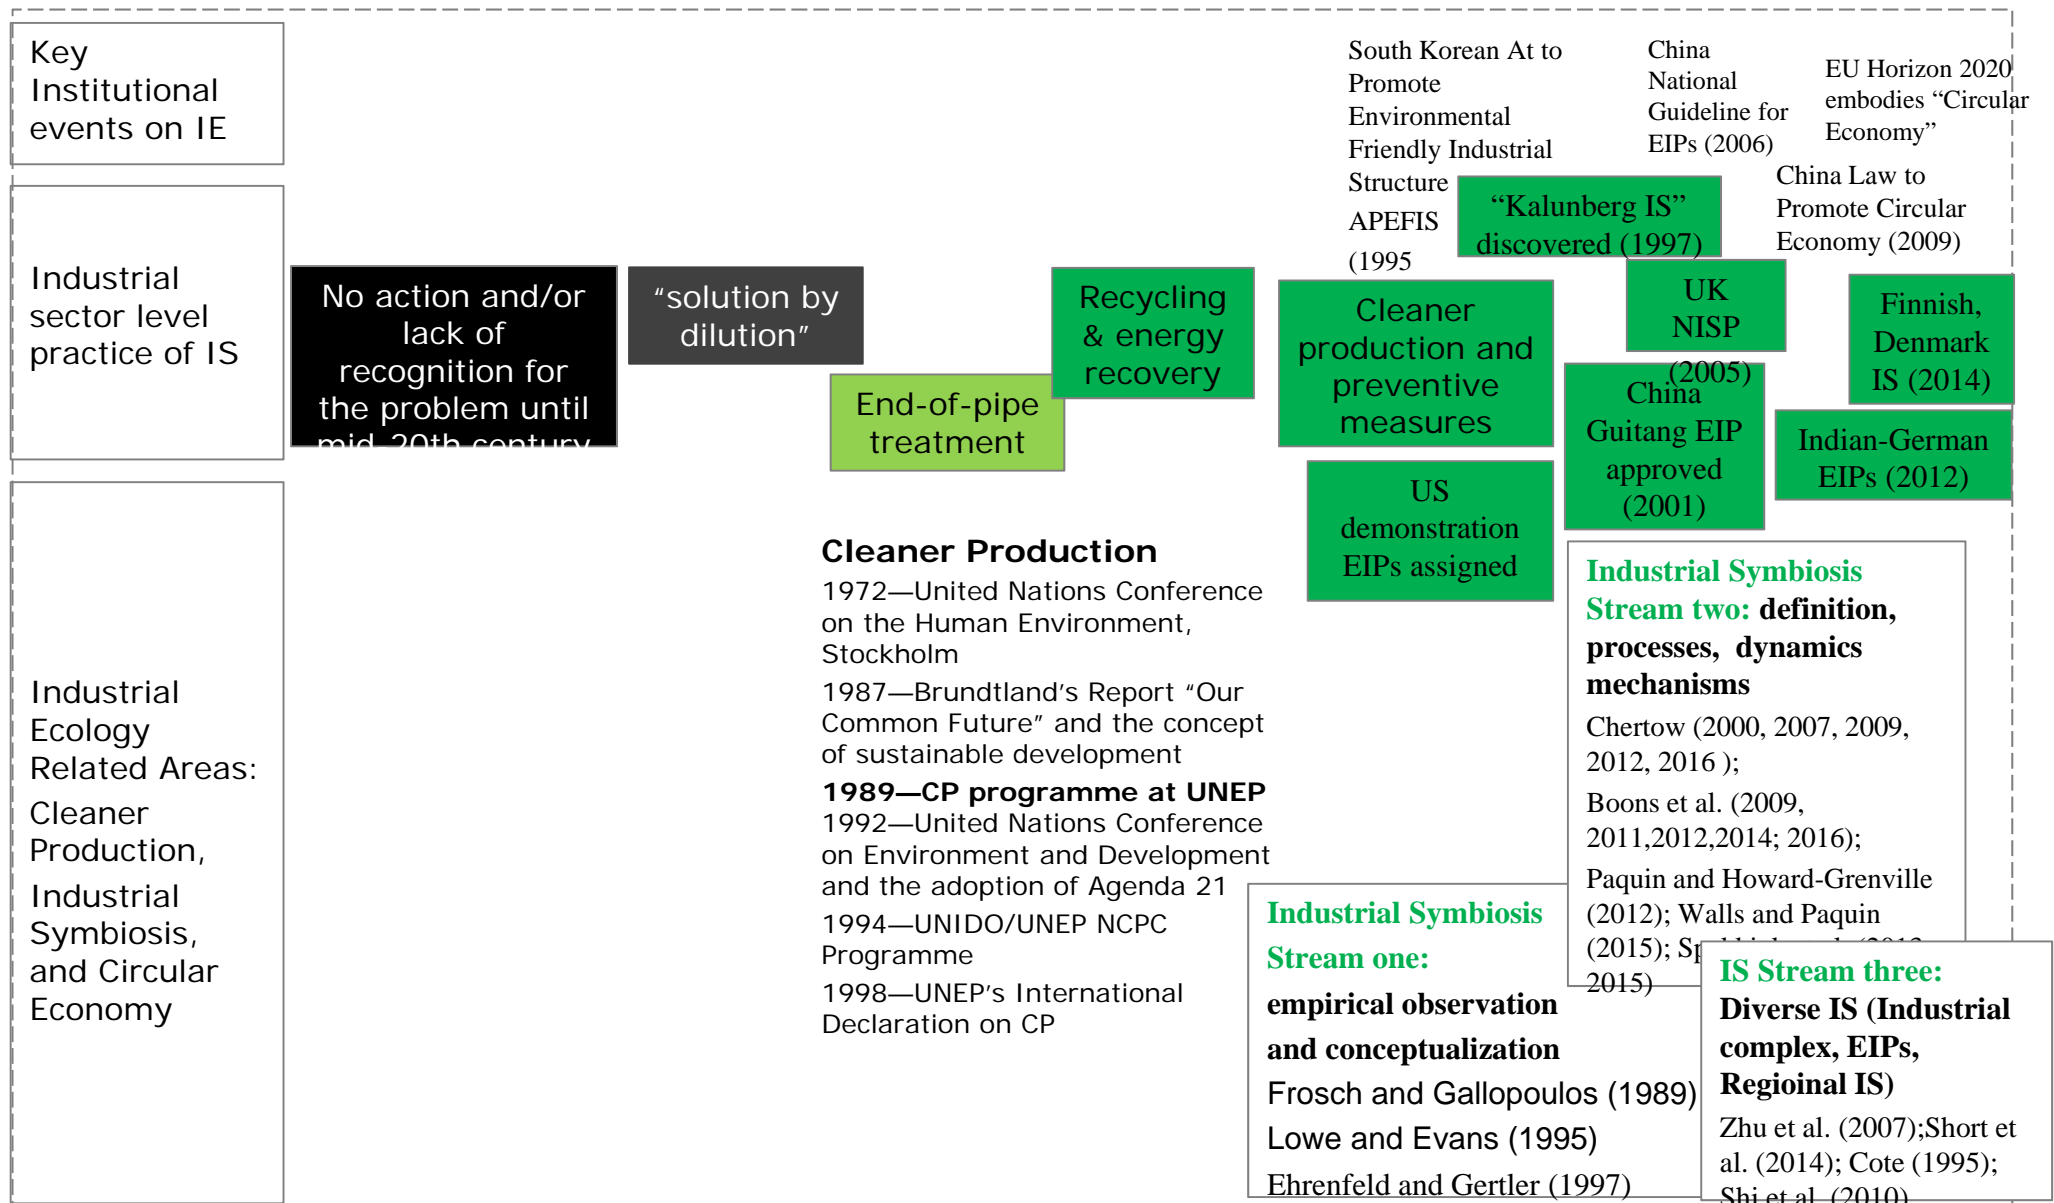 Key
Institutional
events on IE
South Korean At to
Promote
Environmental
Friendly Industrial
Structure
APEFIS
(1995
China
National
Guideline for
EIPs (2006)
EU Horizon 2020
embodies “Circular
Economy”
China Law to
Promote Circular
Economy (2009)
Industrial
sector level
practice of IS
No action and/or
lack of
recognition for
the problem until
mid-20th century
“solution by
dilution”
End-of-pipe
treatment
Recycling
& energy
recovery
Cleaner
production and
preventive
measures
“Kalunberg IS”
discovered (1997)
UK
NISP
(2005)
Finnish,
Denmark
IS (2014)
China
Guitang EIP
approved
(2001)
Indian-German
EIPs (2012)
US
demonstration
EIPs assigned
Industrial
Ecology
Related Areas:
Cleaner
Production,
Industrial
Symbiosis,
and Circular
Economy
Cleaner Production
1972—United Nations Conference
on the Human Environment,
Stockholm
1987—Brundtland’s Report “Our
Common Future” and the concept
of sustainable development
1989—CP programme at UNEP
1992—United Nations Conference
on Environment and Development
and the adoption of Agenda 21
1994—UNIDO/UNEP NCPC
Programme
1998—UNEP’s International
Declaration on CP
Industrial Symbiosis
Stream one:
empirical observation
and conceptualization
Frosch and Gallopoulos (1989)
Lowe and Evans (1995)
Ehrenfeld and Gertler (1997)
Industrial Symbiosis
Stream two: definition,
processes, dynamics
mechanisms
Chertow (2000, 2007, 2009,
2012, 2016 );
Boons et al. (2009,
2011,2012,2014; 2016);
Paquin and Howard-Grenville
(2012); Walls and Paquin
(2015);
2015)
IS Stream three:
Diverse IS (Industrial
complex, EIPs,
Regioinal IS)
Zhu et al. (2007);Short et
al. (2014); Cote (1995);
Shi et al. (2010)